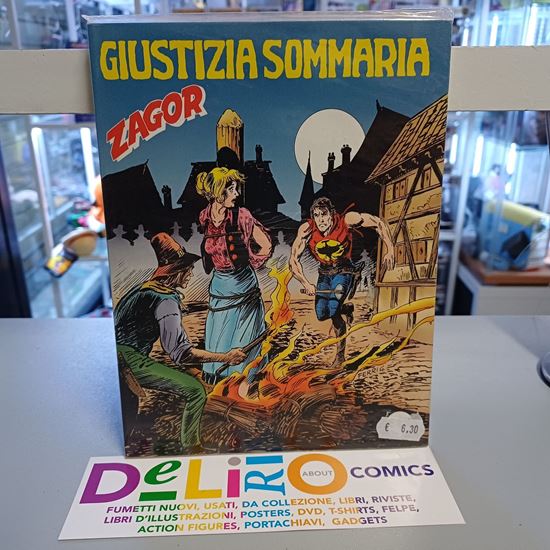 GIUSTIZIA SOMMARIA
ZAGOR
FERRI
€ 6,30
DeLiRiO ABOUT COMICS
FUMETTI NUOVI, USATI, DA COLLEZIONE, LIBRI, RIVISTE,
LIBRI D'ILLUSTRAZIONI, POSTERS, DVD, T-SHIRTS, FELPE,
ACTION FIGURES, PORTACHIAVI, GADGETS